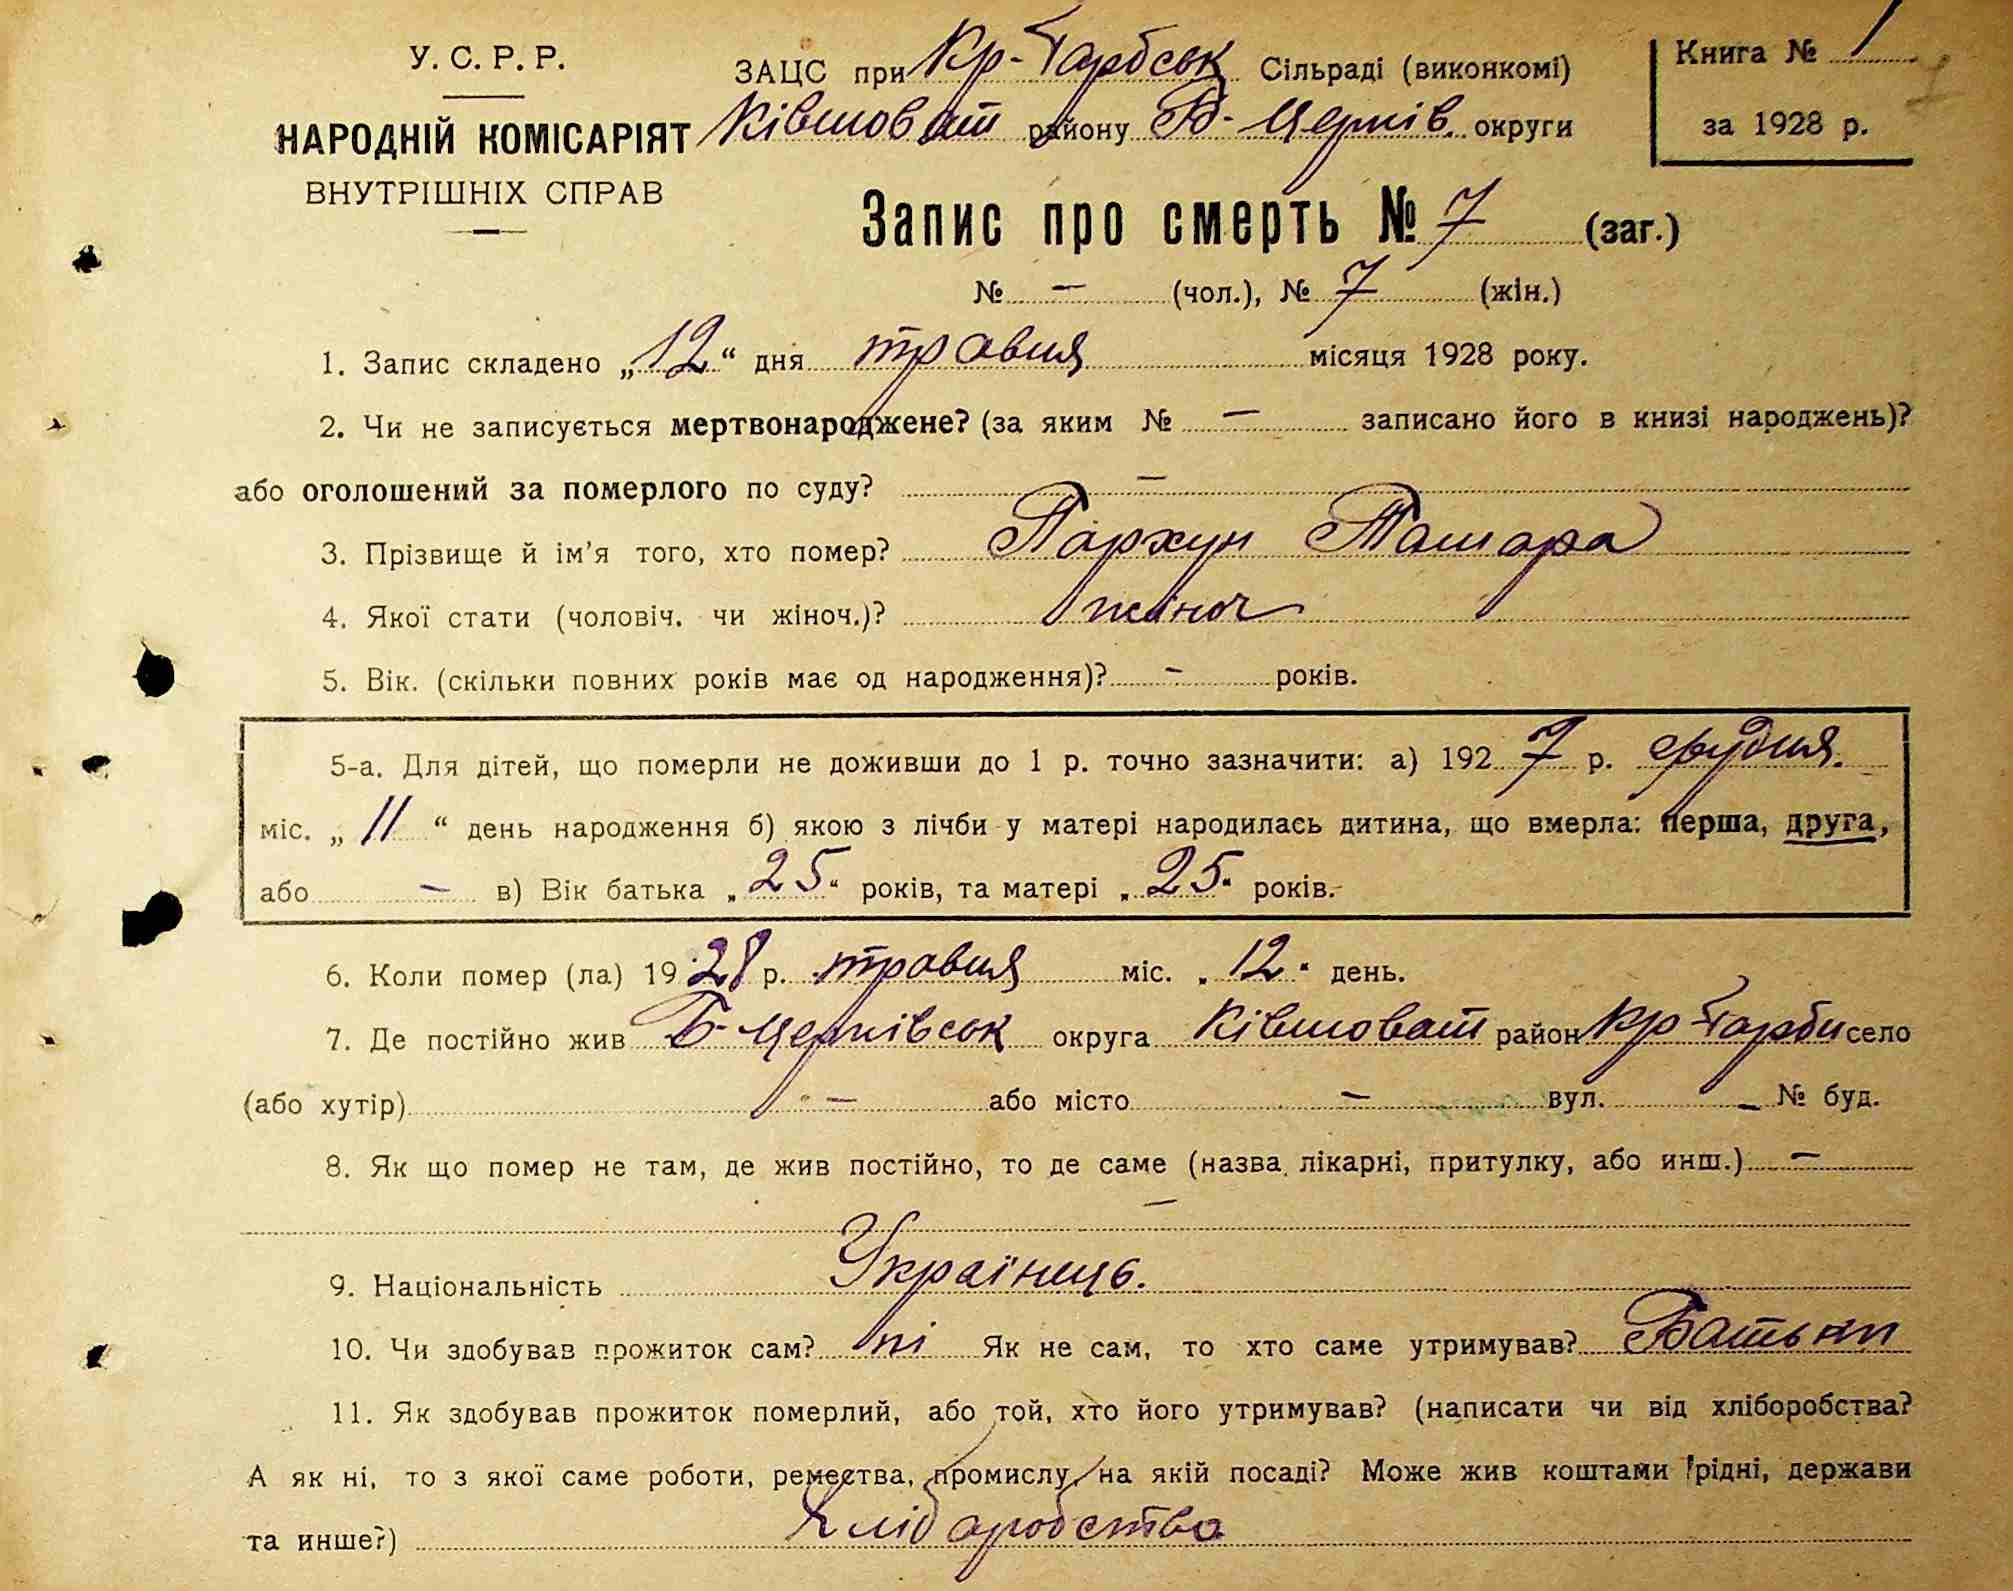 У. С. Р. Р.
НАРОДНІЙ КОМІСАРІЯТ
ВНУТРІШНІХ СПРАВ
ЗАЦС при Кр-Гарбськ Сільраді (виконкомі)
Ківшоват району Б-Церків. округи
Книга № 1
за 1928 р.
Запис про смерть № 7 (заг.)
№ — (чол.), № 7 (жін.)
1. Запис складено „12“ дня травня місяця 1928 року.
2. Чи не записується мертвонароджене? (за яким № — записано його в книзі народжень)?
або оголошений за померлого по суду? —
3. Прізвище й ім’я того, хто помер? Пархун Тамара
4. Якої стати (чоловіч. чи жіноч.)? жіноч
5. Вік. (скільки повних років має од народження)? - років.
5-а. Для дітей, що померли не доживши до 1 р. точно зазначити: а) 1927 р. грудня.
міс. „11“ день народження б) якою з лічби у матері народилась дитина, що вмерла: перша, друга,
або — в) Вік батька „25“ років, та матері „25“ років.
6. Коли помер (ла) 1928 р. травня міс. „12“ день.
7. Де постійно жив Б-Церківськ округа Ківшоват район Кр-Гарби село
(або хутір) — або місто — вул. — № буд.
8. Як що помер не там, де жив постійно, то де саме (назва лікарні, притулку, або инш.) —
—
9. Національність Українець.
10. Чи здобував прожиток сам? ні Як не сам, то хто саме утримував? Батьки
11. Як здобував прожиток померлий, або той, хто його утримував? (написати чи від хліборобства?
А як ні, то з якої саме роботи, ремества, промислу, на якій посаді? Може жив коштами рідні, держави
та инше?) Хлібаробства